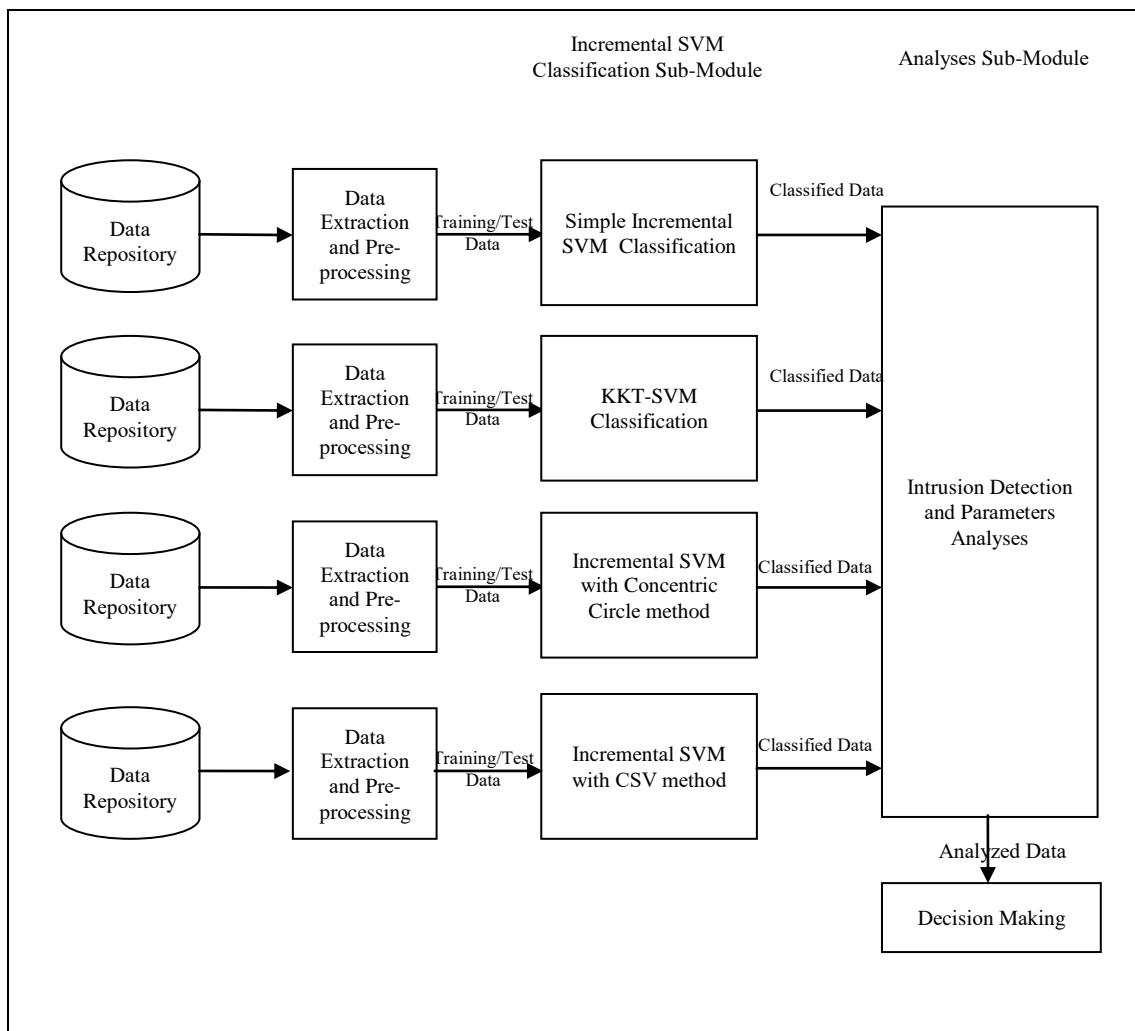 Incremental SVM
Classification Sub-Module
Analyses Sub-Module
Data
Repository
Data
Extraction
and Pre-
processing
Training/Test
Data
Simple Incremental
SVM Classification
Classified Data
Data
Repository
Data
Extraction
and Pre-
processing
Training/Test
Data
KKT-SVM
Classification
Classified Data
Data
Repository
Data
Extraction
and Pre-
processing
Training/Test
Data
Incremental SVM
with Concentric
Circle method
Classified Data
Data
Repository
Data
Extraction
and Pre-
processing
Training/Test
Data
Incremental SVM
with CSV method
Classified Data
Intrusion Detection
and Parameters
Analyses
Analyzed Data
Decision Making